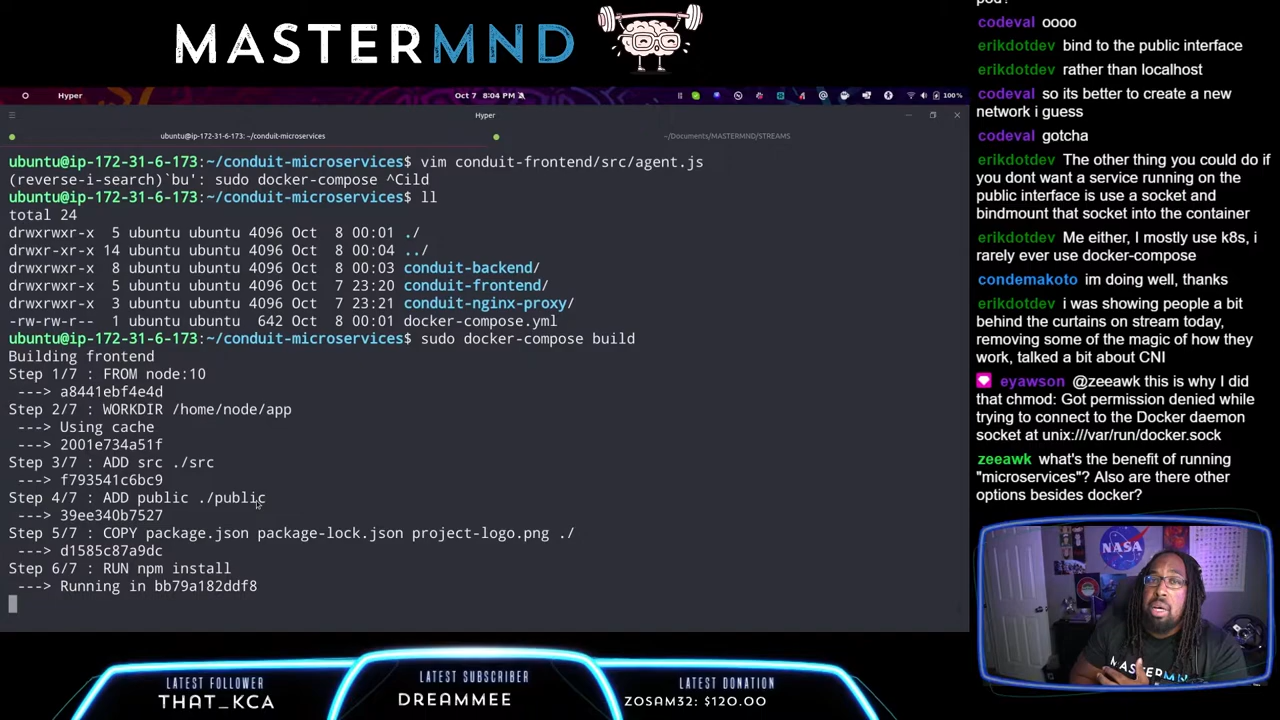 MASTERMND
Hyper
Oct 7 8:04 PM
100%
Hyper
ubuntu@ip-172-31-6-173: ~/conduit-microservices
~/Documents/MASTERMND/STREAMS
ubuntu@ip-172-31-6-173:~/conduit-microservices$ vim conduit-frontend/src/agent.js
(reverse-i-search)`bu': sudo docker-compose ^Cild
ubuntu@ip-172-31-6-173:~/conduit-microservices$ ll
total 24
drwxrwxr-x 5 ubuntu ubuntu 4096 Oct 8 00:01 ./
drwxr-xr-x 14 ubuntu ubuntu 4096 Oct 8 00:04 ../
drwxrwxr-x 8 ubuntu ubuntu 4096 Oct 8 00:03 conduit-backend/
drwxrwxr-x 5 ubuntu ubuntu 4096 Oct 7 23:20 conduit-frontend/
drwxrwxr-x 3 ubuntu ubuntu 4096 Oct 7 23:21 conduit-nginx-proxy/
-rw-rw-r-- 1 ubuntu ubuntu 642 Oct 8 00:01 docker-compose.yml
ubuntu@ip-172-31-6-173:~/conduit-microservices$ sudo docker-compose build
Building frontend
Step 1/7 : FROM node:10
---> a8441ebf4e4d
Step 2/7 : WORKDIR /home/node/app
---> Using cache
---> 2001e734a51f
Step 3/7 : ADD src ./src
---> f793541c6bc9
Step 4/7 : ADD public ./public
---> 39ee340b7527
Step 5/7 : COPY package.json package-lock.json project-logo.png ./
---> d1585c87a9dc
Step 6/7 : RUN npm install
---> Running in bb79a182ddf8
codeval oooo
erikdotdev bind to the public interface
erikdotdev rather than localhost
codeval so its better to create a new
network i guess
codeval gotcha
erikdotdev The other thing you could do if
you dont want a service running on the
public interface is use a socket and
bindmount that socket into the container
erikdotdev Me either, I mostly use k8s, i
rarely ever use docker-compose
condemakoto im doing well, thanks
erikdotdev i was showing people a bit
behind the curtains on stream today,
removing some of the magic of how they
work, talked a bit about CNI
eyawson @zeeawk this is why I did
that chmod: Got permission denied while
trying to connect to the Docker daemon
socket at unix:///var/run/docker.sock
zeeawk what's the benefit of running
"microservices"? Also are there other
options besides docker?
NASA
MASTERMND
LATEST FOLLOWER
THAT_KCA
LATEST SUBSCRIBER
DREAMMEE
LATEST DONATION
ZOSAM32: $120.00